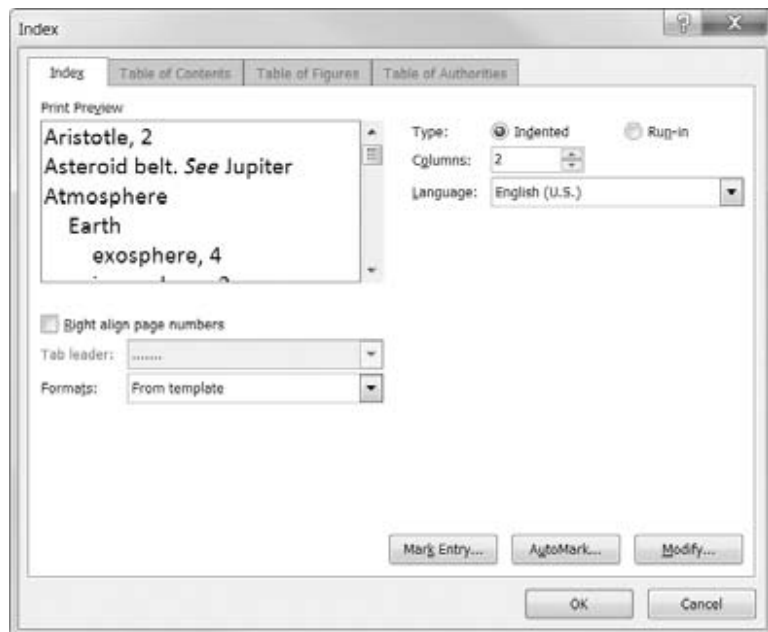 Index
Index Table of Contents Table of Figures Table of Authorities
Print Preview
Aristotle, 2
Asteroid belt. See Jupiter
Atmosphere
Earth
exosphere, 4
Type: Indented Run-in
Columns: 2
Language: English (U.S.)
Right align page numbers
Tab leader: .......
Formats: From template
Mark Entry... AutoMark... Modify...
OK Cancel